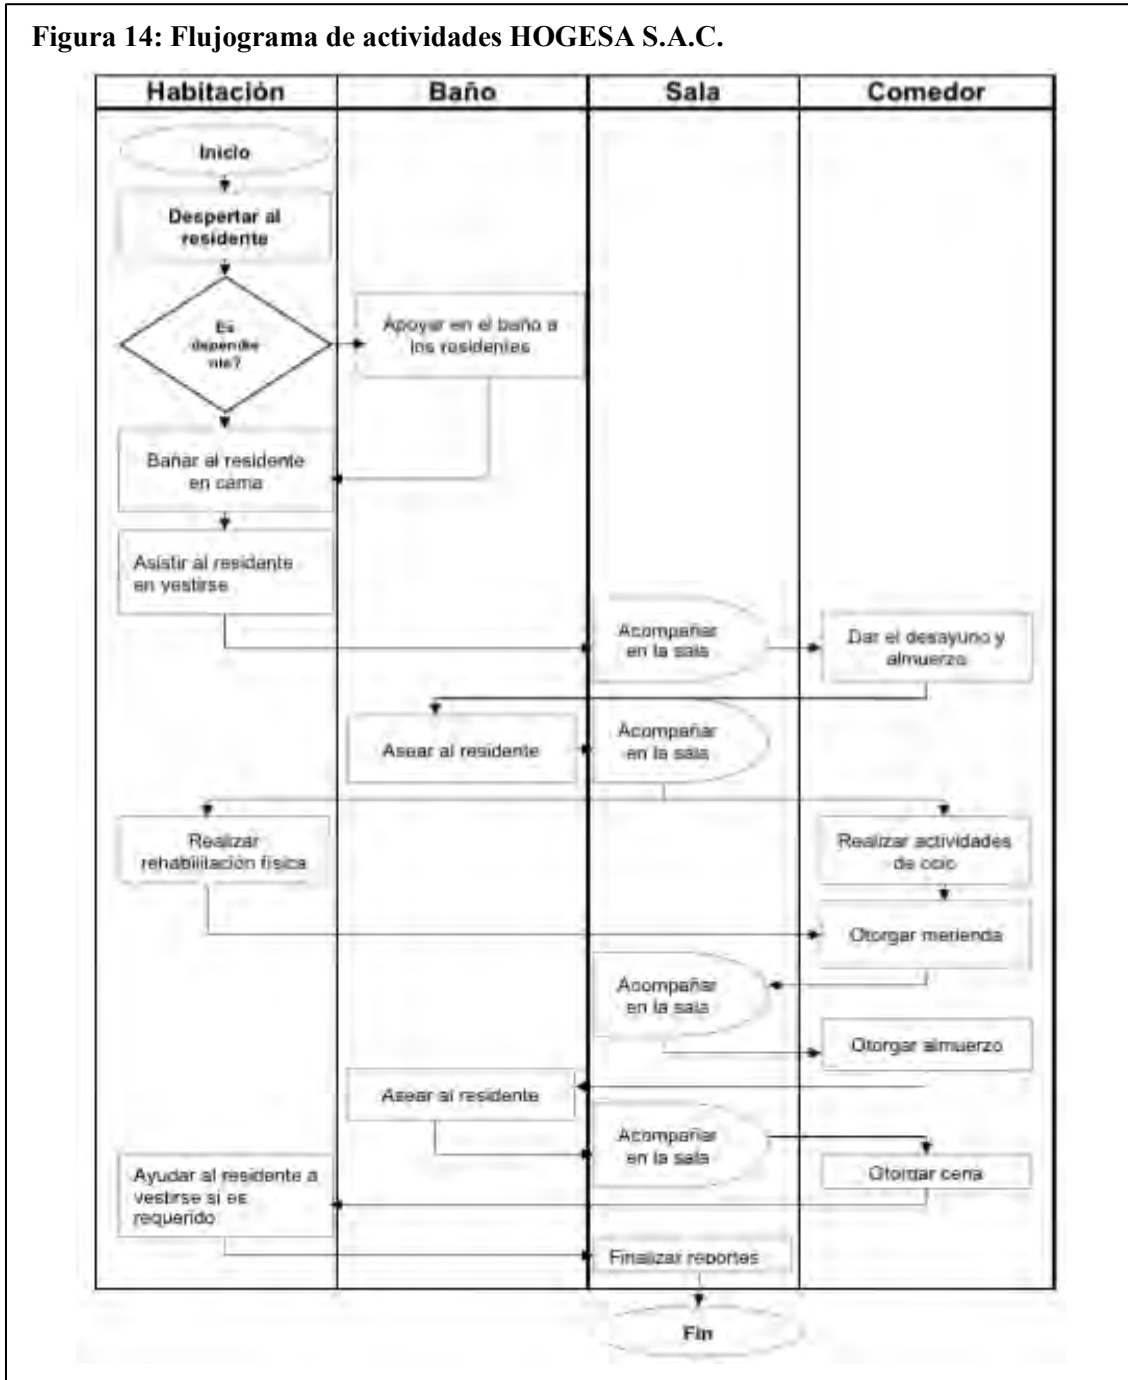 Figura 14: Flujograma de actividades HOGESA S.A.C.
Habitación
Baño
Sala
Comedor
Inicio
Despertar al
residente
Es
dependie
nte?
Apoyar en el baño a
los residentes
Bañar al residente
en cama
Asistir al residente
en vestirse
Acompañar
en la sala
Dar el desayuno y
almuerzo
Asear al residente
Acompañar
en la sala
Realizar
rehabilitación física
Realizar actividades
de ocio
Otorgar merienda
Acompañar
en la sala
Otorgar almuerzo
Asear al residente
Acompañar
en la sala
Otorgar cena
Ayudar al residente a
vestirse si es
requerido
Finalizar reportes
Fin